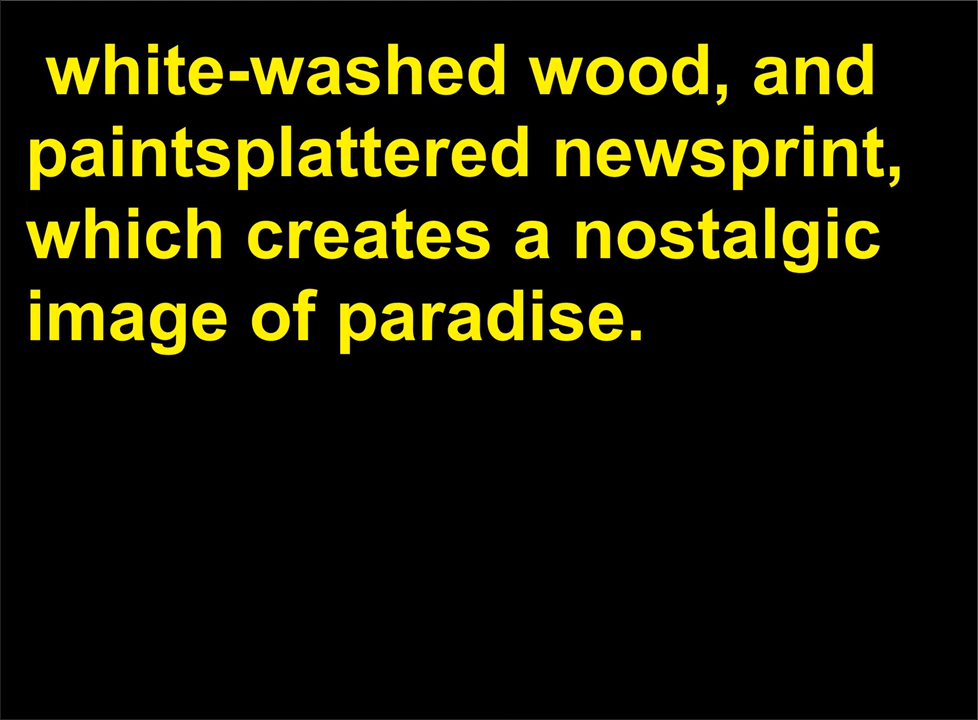 white-washed wood, and
paintsplattered newsprint,
which creates a nostalgic
image of paradise.